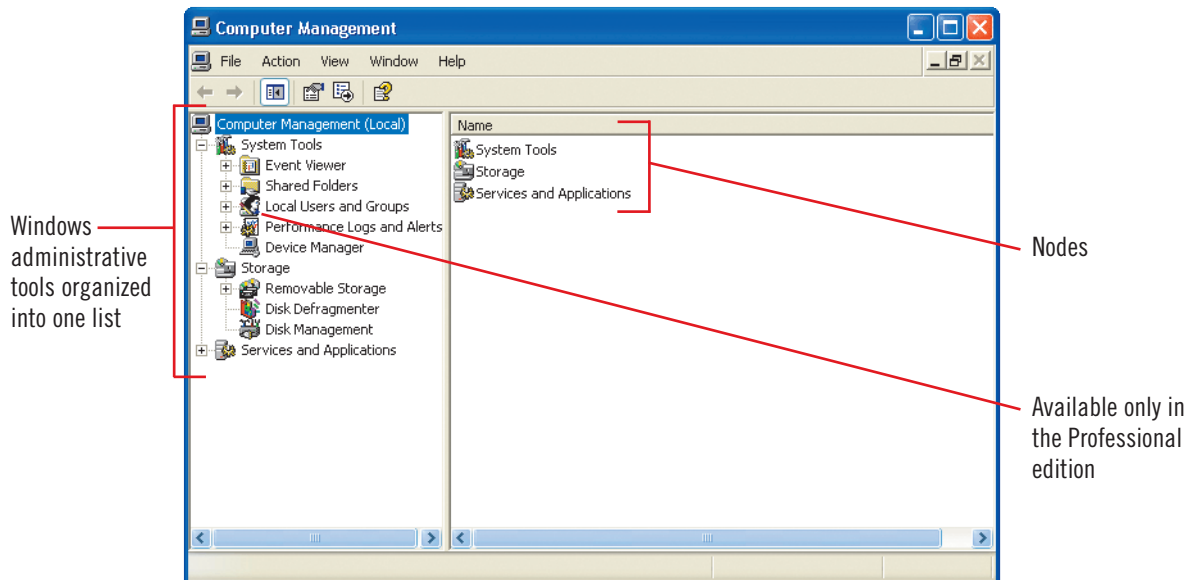 Computer Management
File Action View Window Help
Computer Management (Local)
System Tools
Event Viewer
Shared Folders
Local Users and Groups
Performance Logs and Alerts
Device Manager
Storage
Removable Storage
Disk Defragmenter
Disk Management
Services and Applications
Name
System Tools
Storage
Services and Applications
Windows
administrative
tools organized
into one list
Nodes
Available only in
the Professional
edition